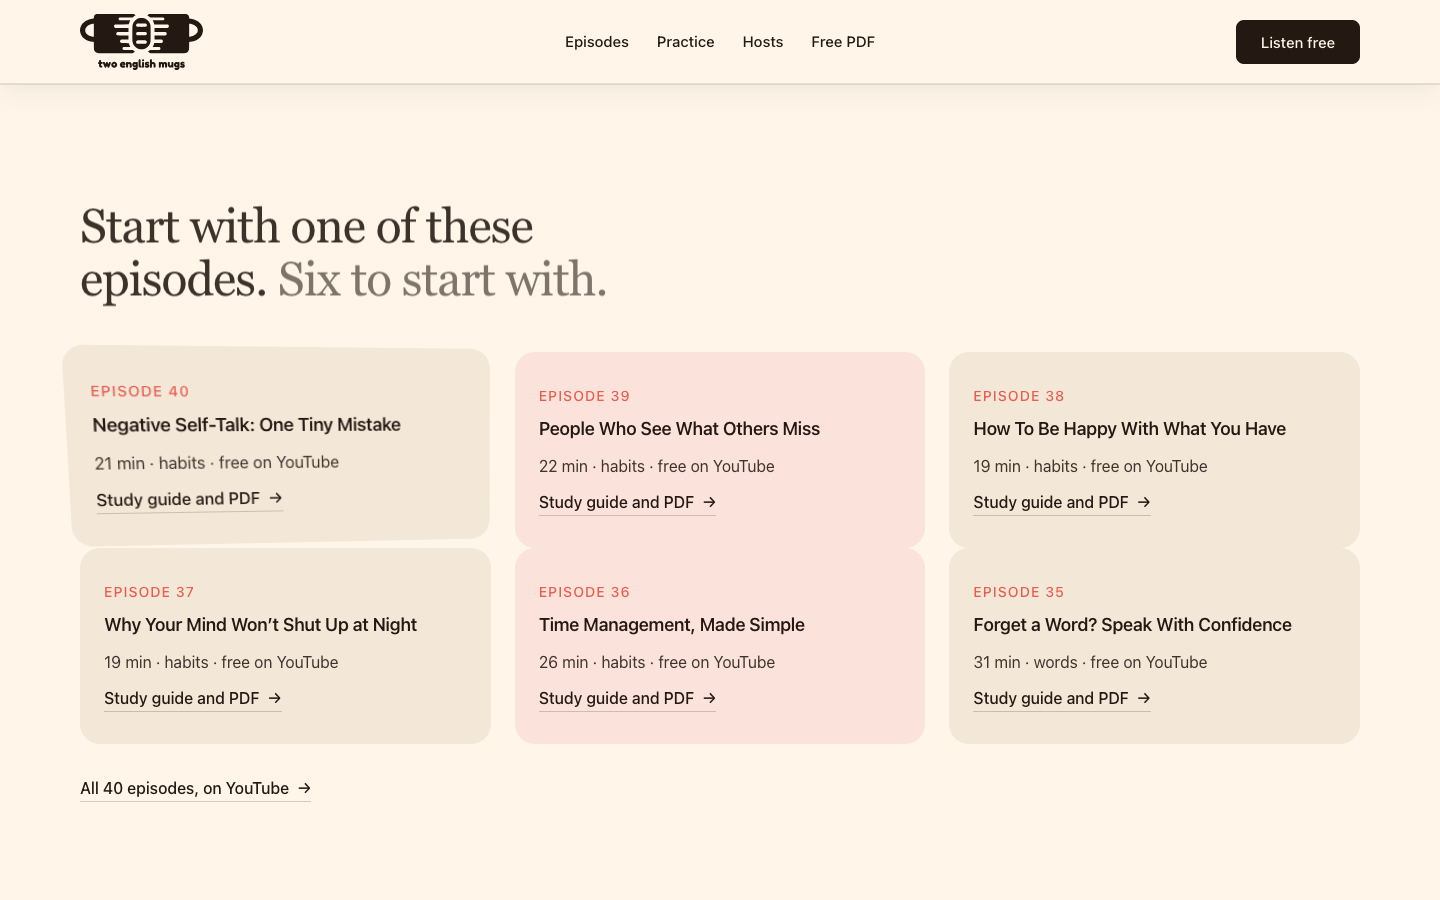 two english mugs
Episodes
Practice
Hosts
Free PDF
Listen free
Start with one of these
episodes. Six to start with.
EPISODE 40
Negative Self-Talk: One Tiny Mistake
21 min · habits · free on YouTube
Study guide and PDF →
EPISODE 39
People Who See What Others Miss
22 min · habits · free on YouTube
Study guide and PDF →
EPISODE 38
How To Be Happy With What You Have
19 min · habits · free on YouTube
Study guide and PDF →
EPISODE 37
Why Your Mind Won’t Shut Up at Night
19 min · habits · free on YouTube
Study guide and PDF →
EPISODE 36
Time Management, Made Simple
26 min · habits · free on YouTube
Study guide and PDF →
EPISODE 35
Forget a Word? Speak With Confidence
31 min · words · free on YouTube
Study guide and PDF →
All 40 episodes, on YouTube →